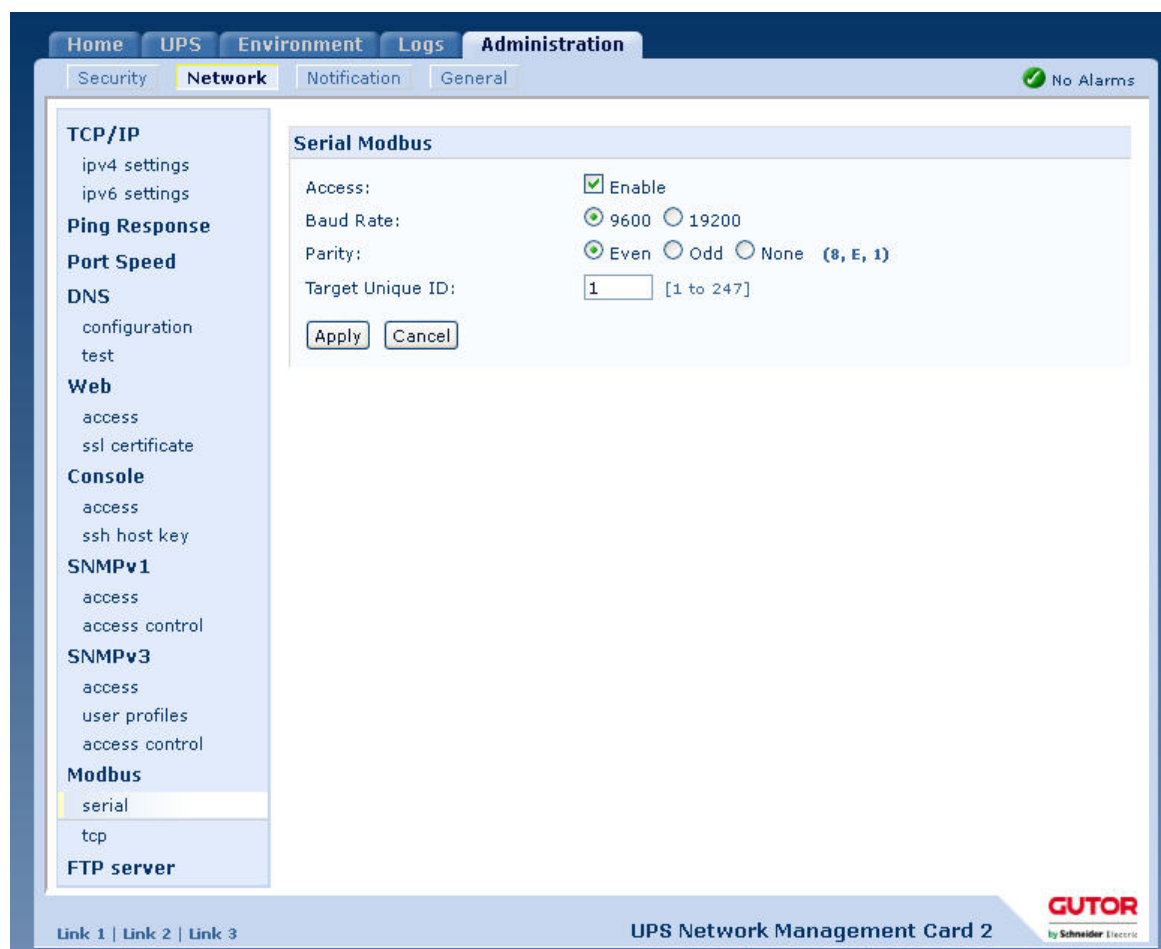 Home UPS Environment Logs Administration
Security Network Notification General No Alarms
TCP/IP
ipv4 settings
ipv6 settings
Ping Response
Port Speed
DNS
configuration
test
Web
access
ssl certificate
Console
access
ssh host key
SNMPv1
access
access control
SNMPv3
access
user profiles
access control
Modbus
serial
tcp
FTP server
Serial Modbus
Access: Enable
Baud Rate: 9600 19200
Parity: Even Odd None (8, E, 1)
Target Unique ID: 1 [1 to 247]
Apply Cancel
Link 1 | Link 2 | Link 3
UPS Network Management Card 2
GUTOR
by Schneider Electric